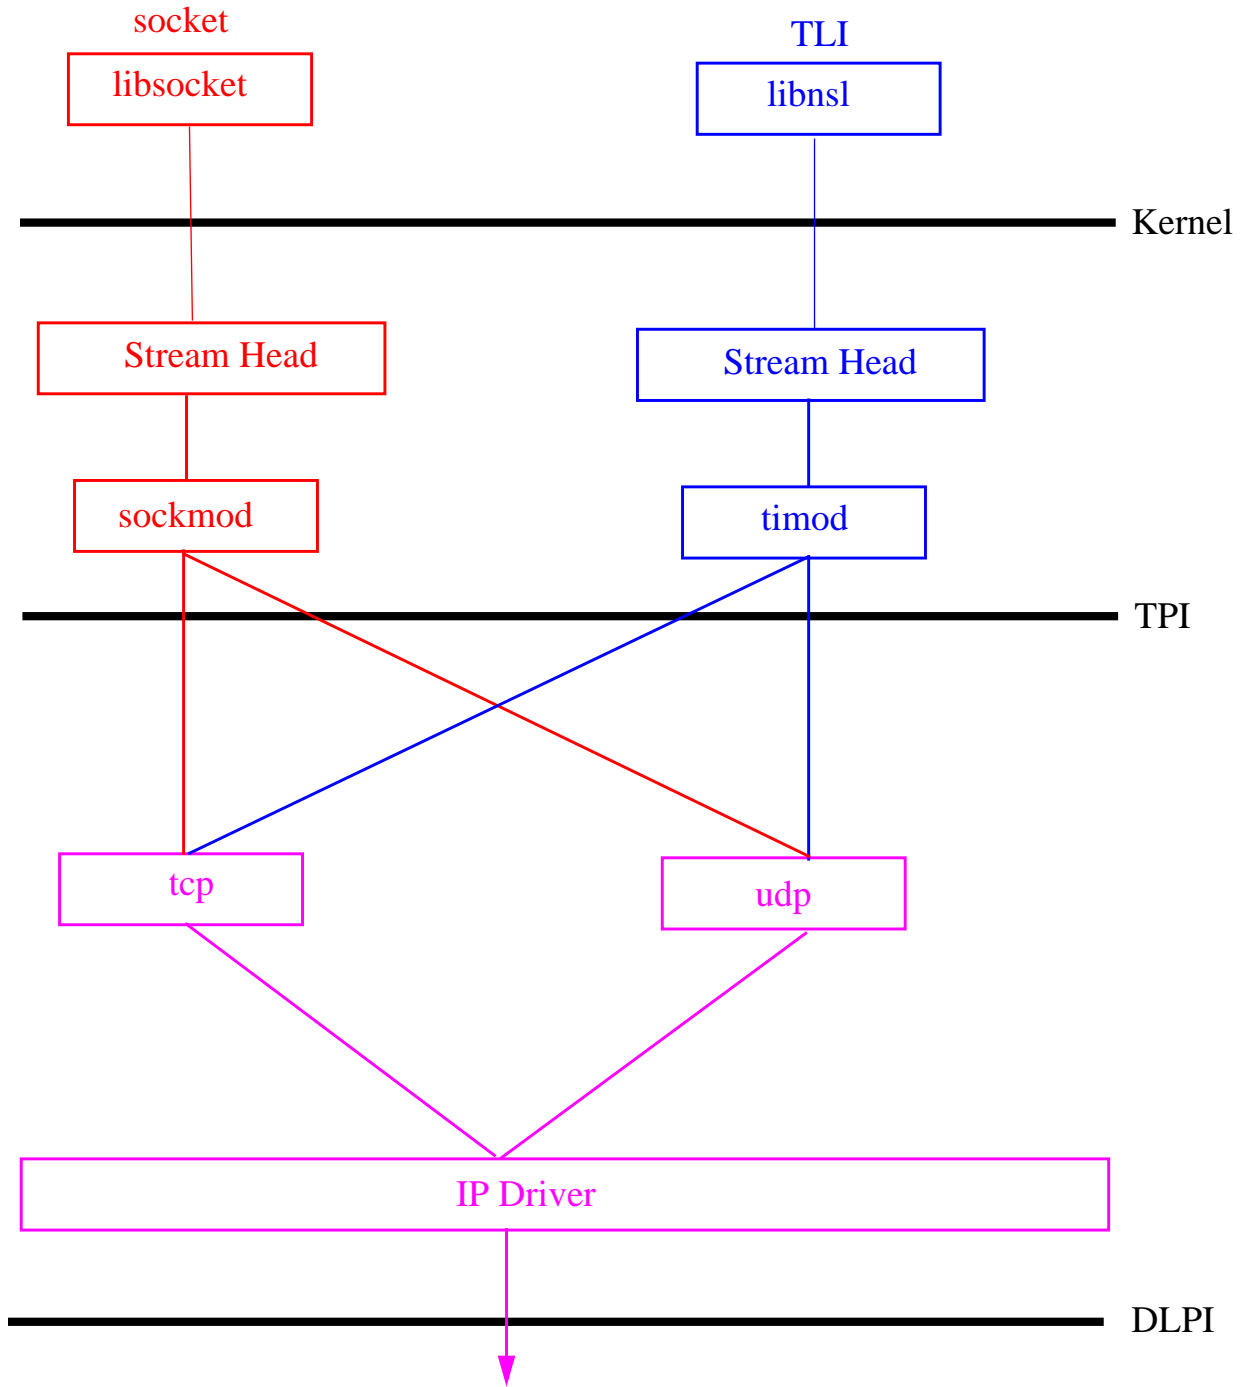 socket
TLI
libsocket
libnsl
Kernel
Stream Head
Stream Head
sockmod
timod
TPI
tcp
udp
IP Driver
DLPI